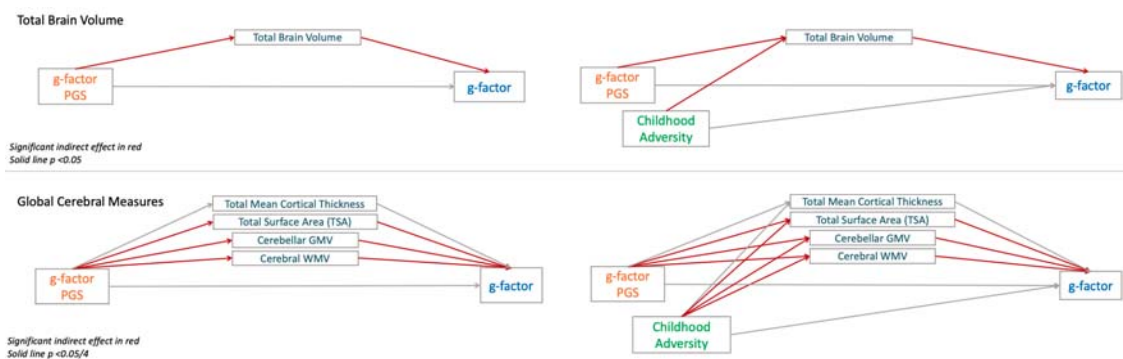 Total Brain Volume
Total Brain Volume
g-factor
PGS
g-factor
Total Brain Volume
g-factor
PGS
g-factor
Childhood
Adversity
Significant indirect effect in red
Solid line p <0.05
Global Cerebral Measures
Total Mean Cortical Thickness
Total Surface Area (TSA)
Cerebellar GMV
Cerebral WMV
g-factor
PGS
g-factor
Total Mean Cortical Thickness
Total Surface Area (TSA)
Cerebellar GMV
Cerebral WMV
g-factor
PGS
g-factor
Childhood
Adversity
Significant indirect effect in red
Solid line p <0.05/4